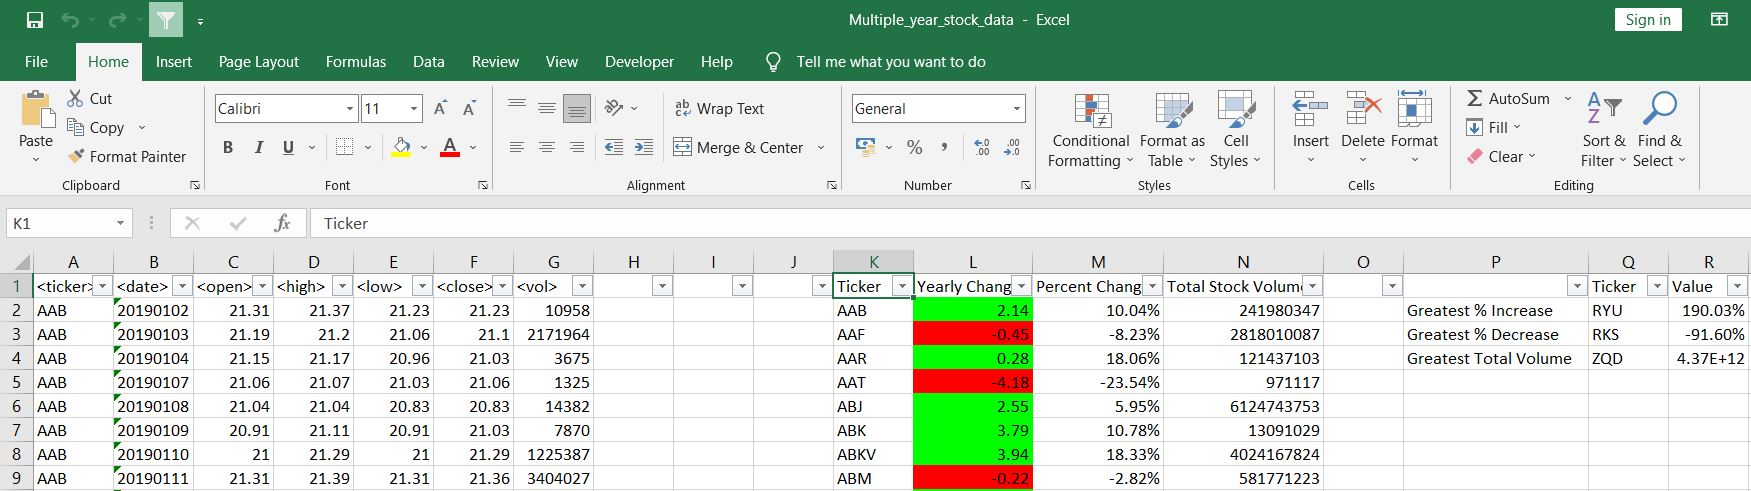 Multiple_year_stock_data - Excel
Sign in
File Home Insert Page Layout Formulas Data Review View Developer Help Tell me what you want to do
Paste
Cut
Copy
Format Painter
Clipboard
Calibri 11
B I U A
Font
ab Wrap Text
Merge & Center
Alignment
General
% ,
Number
Conditional Formatting
Format as Table
Cell Styles
Styles
Insert Delete Format
Cells
AutoSum
Fill
Clear
Sort & Filter
Find & Select
Editing
K1 fx Ticker
A B C D E F G H I J K L M N O P Q R
1 <ticker> <date> <open> <high> <low> <close> <vol> Ticker Yearly Chang Percent Chang Total Stock Volum Ticker Value
2 AAB 20190102 21.31 21.37 21.23 21.23 10958 AAB 2.14 10.04% 241980347 Greatest % Increase RYU 190.03%
3 AAB 20190103 21.19 21.2 21.06 21.1 2171964 AAF -0.45 -8.23% 2818010087 Greatest % Decrease RKS -91.60%
4 AAB 20190104 21.15 21.17 20.96 21.03 3675 AAR 0.28 18.06% 121437103 Greatest Total Volume ZQD 4.37E+12
5 AAB 20190107 21.06 21.07 21.03 21.06 1325 AAT -4.18 -23.54% 971117
6 AAB 20190108 21.04 21.04 20.83 20.83 14382 ABJ 2.55 5.95% 6124743753
7 AAB 20190109 20.91 21.11 20.91 21.03 7870 ABK 3.79 10.78% 13091029
8 AAB 20190110 21 21.29 21 21.29 1225387 ABKV 3.94 18.33% 4024167824
9 AAB 20190111 21.31 21.39 21.31 21.36 3404027 ABM -0.22 -2.82% 581771223